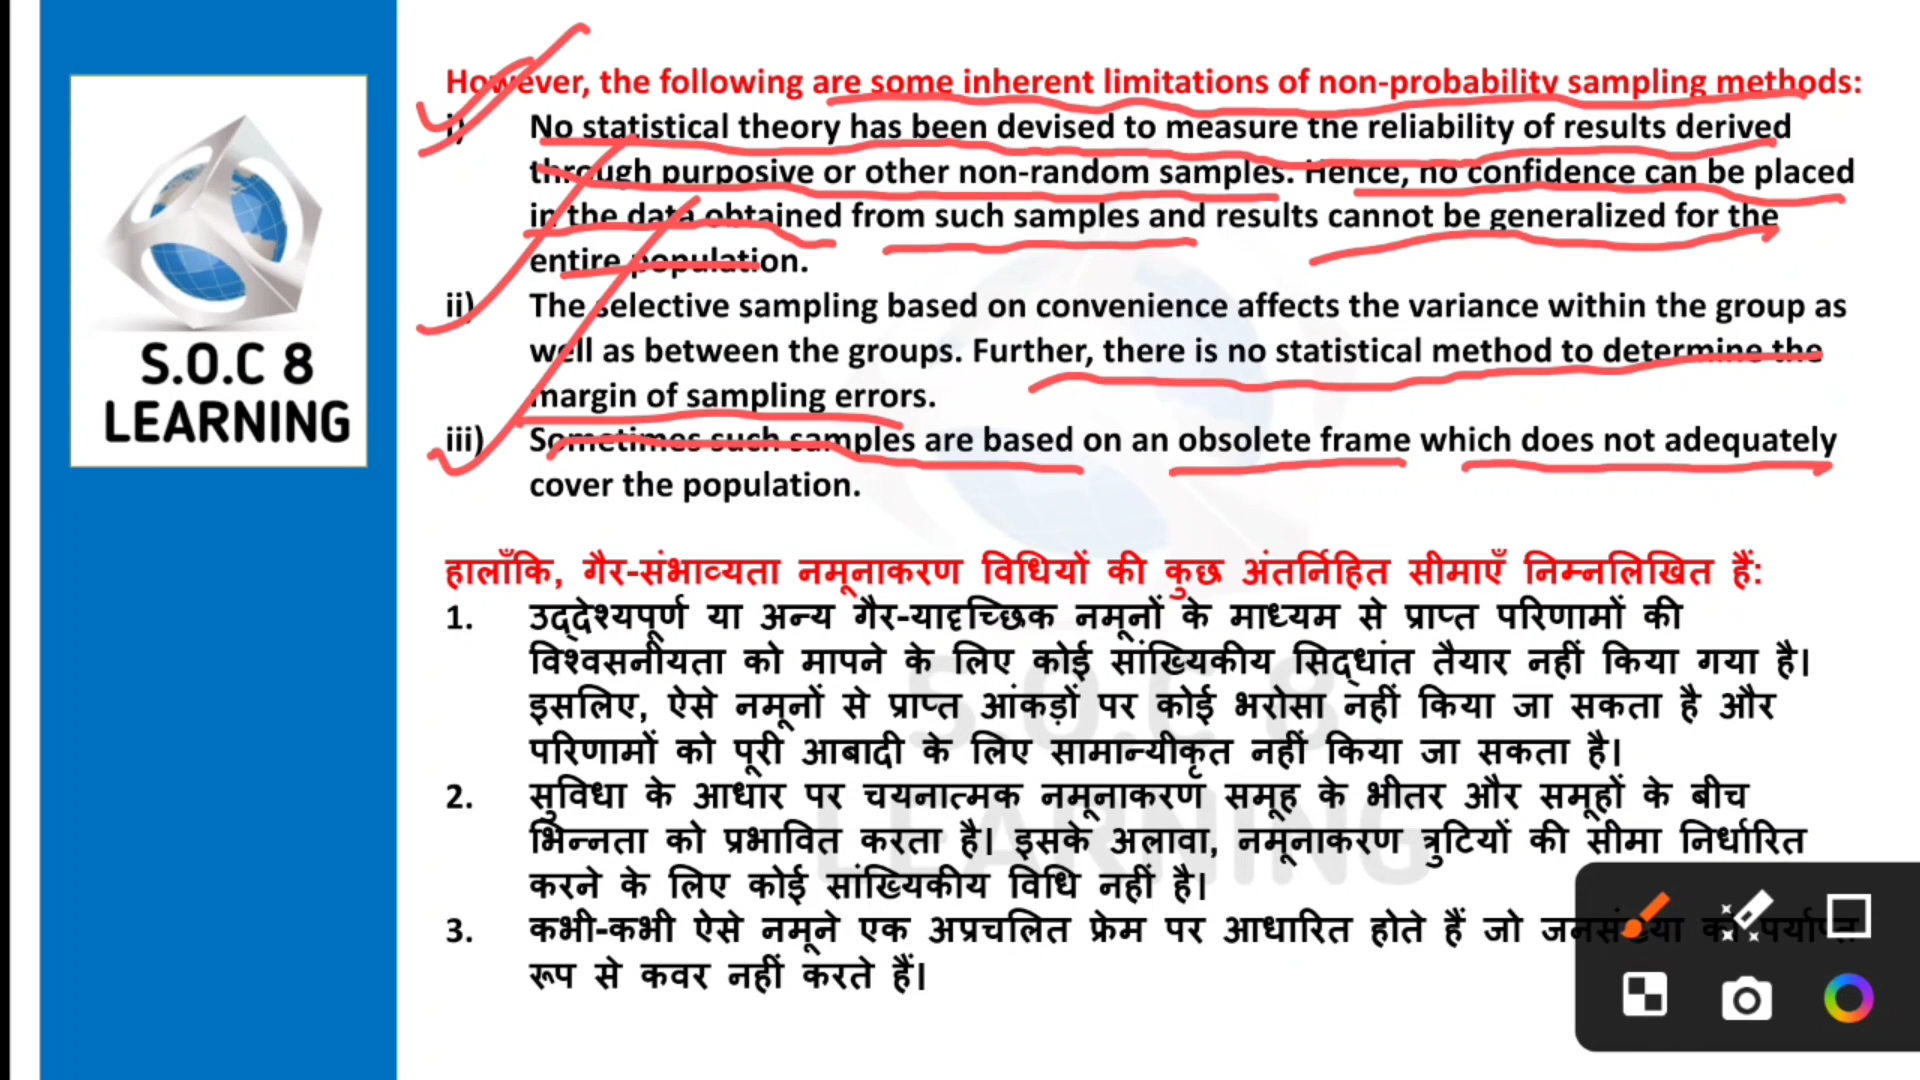 S.O.C 8
LEARNING
However, the following are some inherent limitations of non-probability sampling methods:
i) No statistical theory has been devised to measure the reliability of results derived
through purposive or other non-random samples. Hence, no confidence can be placed
in the data obtained from such samples and results cannot be generalized for the
entire population.
ii) The selective sampling based on convenience affects the variance within the group as
well as between the groups. Further, there is no statistical method to determine the
margin of sampling errors.
iii) Sometimes such samples are based on an obsolete frame which does not adequately
cover the population.
हालाँकि, गैर-संभाव्यता नमूनाकरण विधियों की कुछ अंतर्निहित सीमाएँ निम्नलिखित हैं:
1. उद्देश्यपूर्ण या अन्य गैर-यादृच्छिक नमूनों के माध्यम से प्राप्त परिणामों की
विश्वसनीयता को मापने के लिए कोई सांख्यिकीय सिद्धांत तैयार नहीं किया गया है।
इसलिए, ऐसे नमूनों से प्राप्त आंकड़ों पर कोई भरोसा नहीं किया जा सकता है और
परिणामों को पूरी आबादी के लिए सामान्यीकृत नहीं किया जा सकता है।
2. सुविधा के आधार पर चयनात्मक नमूनाकरण समूह के भीतर और समूहों के बीच
भिन्नता को प्रभावित करता है। इसके अलावा, नमूनाकरण त्रुटियों की सीमा निर्धारित
करने के लिए कोई सांख्यिकीय विधि नहीं है।
3. कभी-कभी ऐसे नमूने एक अप्रचलित फ्रेम पर आधारित होते हैं जो जनसंख्या को पर्याप्त
रूप से कवर नहीं करते हैं।
S.O.C 8
LEARNING